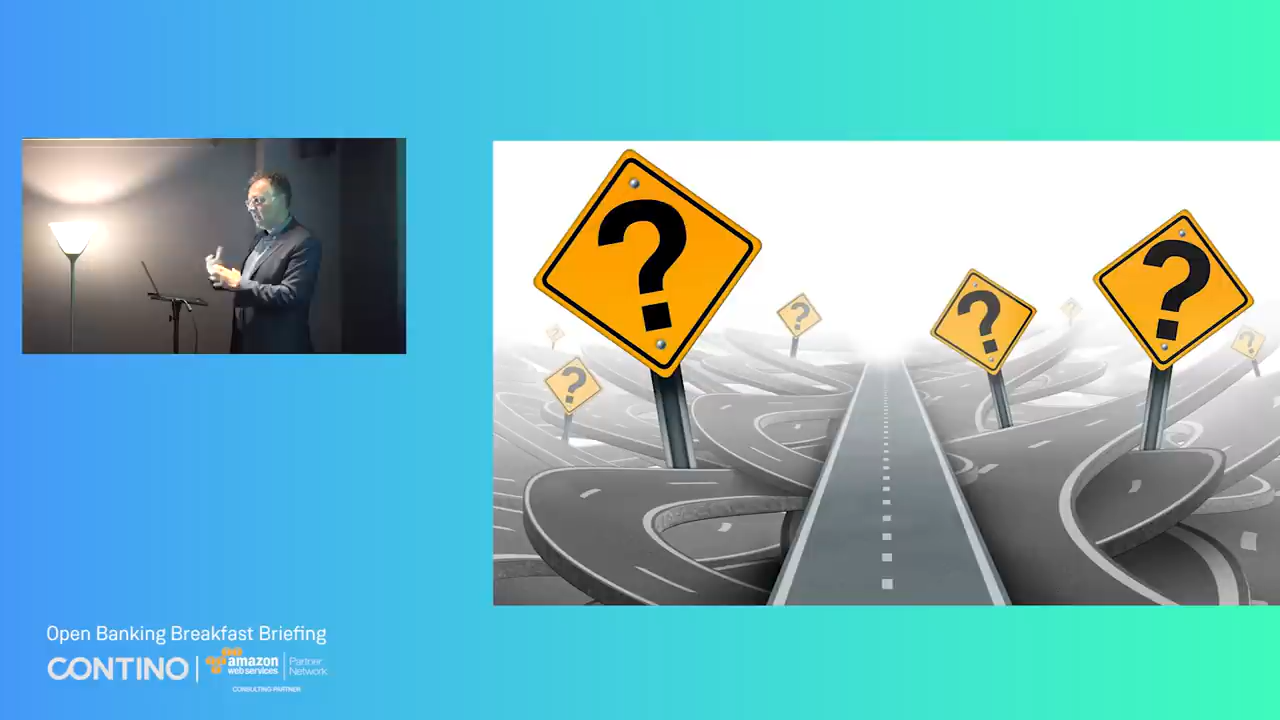 ?
?
?
?
?
?
?
?
Open Banking Breakfast Briefing
CONTINO
amazon
web services
Partner
Network
CONSULTING PARTNER